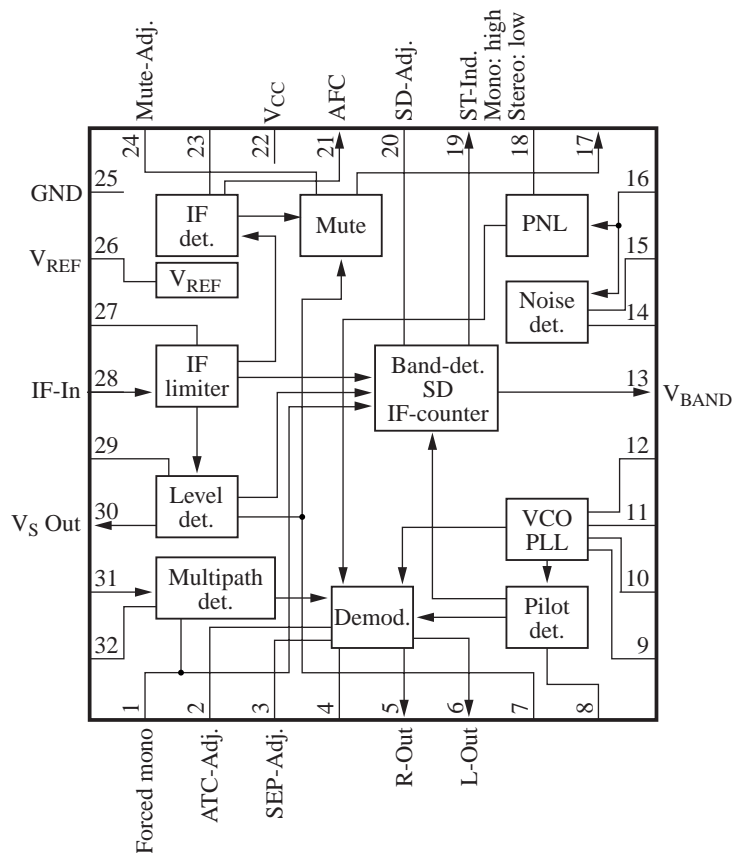 Mute-Adj.
VCC
AFC
SD-Adj.
ST-Ind.
Mono: high
Stereo: low
24
23
22
21
20
19
18
17
GND
25
16
IF
det.
Mute
PNL
VREF
26
VREF
15
Noise
det.
14
27
IF
limiter
Band-det.
SD
IF-counter
IF-In
28
13
VBAND
29
12
Level
det.
VS Out
30
VCO
PLL
11
31
Multipath
det.
10
Demod.
Pilot
det.
32
9
1
2
3
4
5
6
7
8
Forced mono
ATC-Adj.
SEP-Adj.
R-Out
L-Out